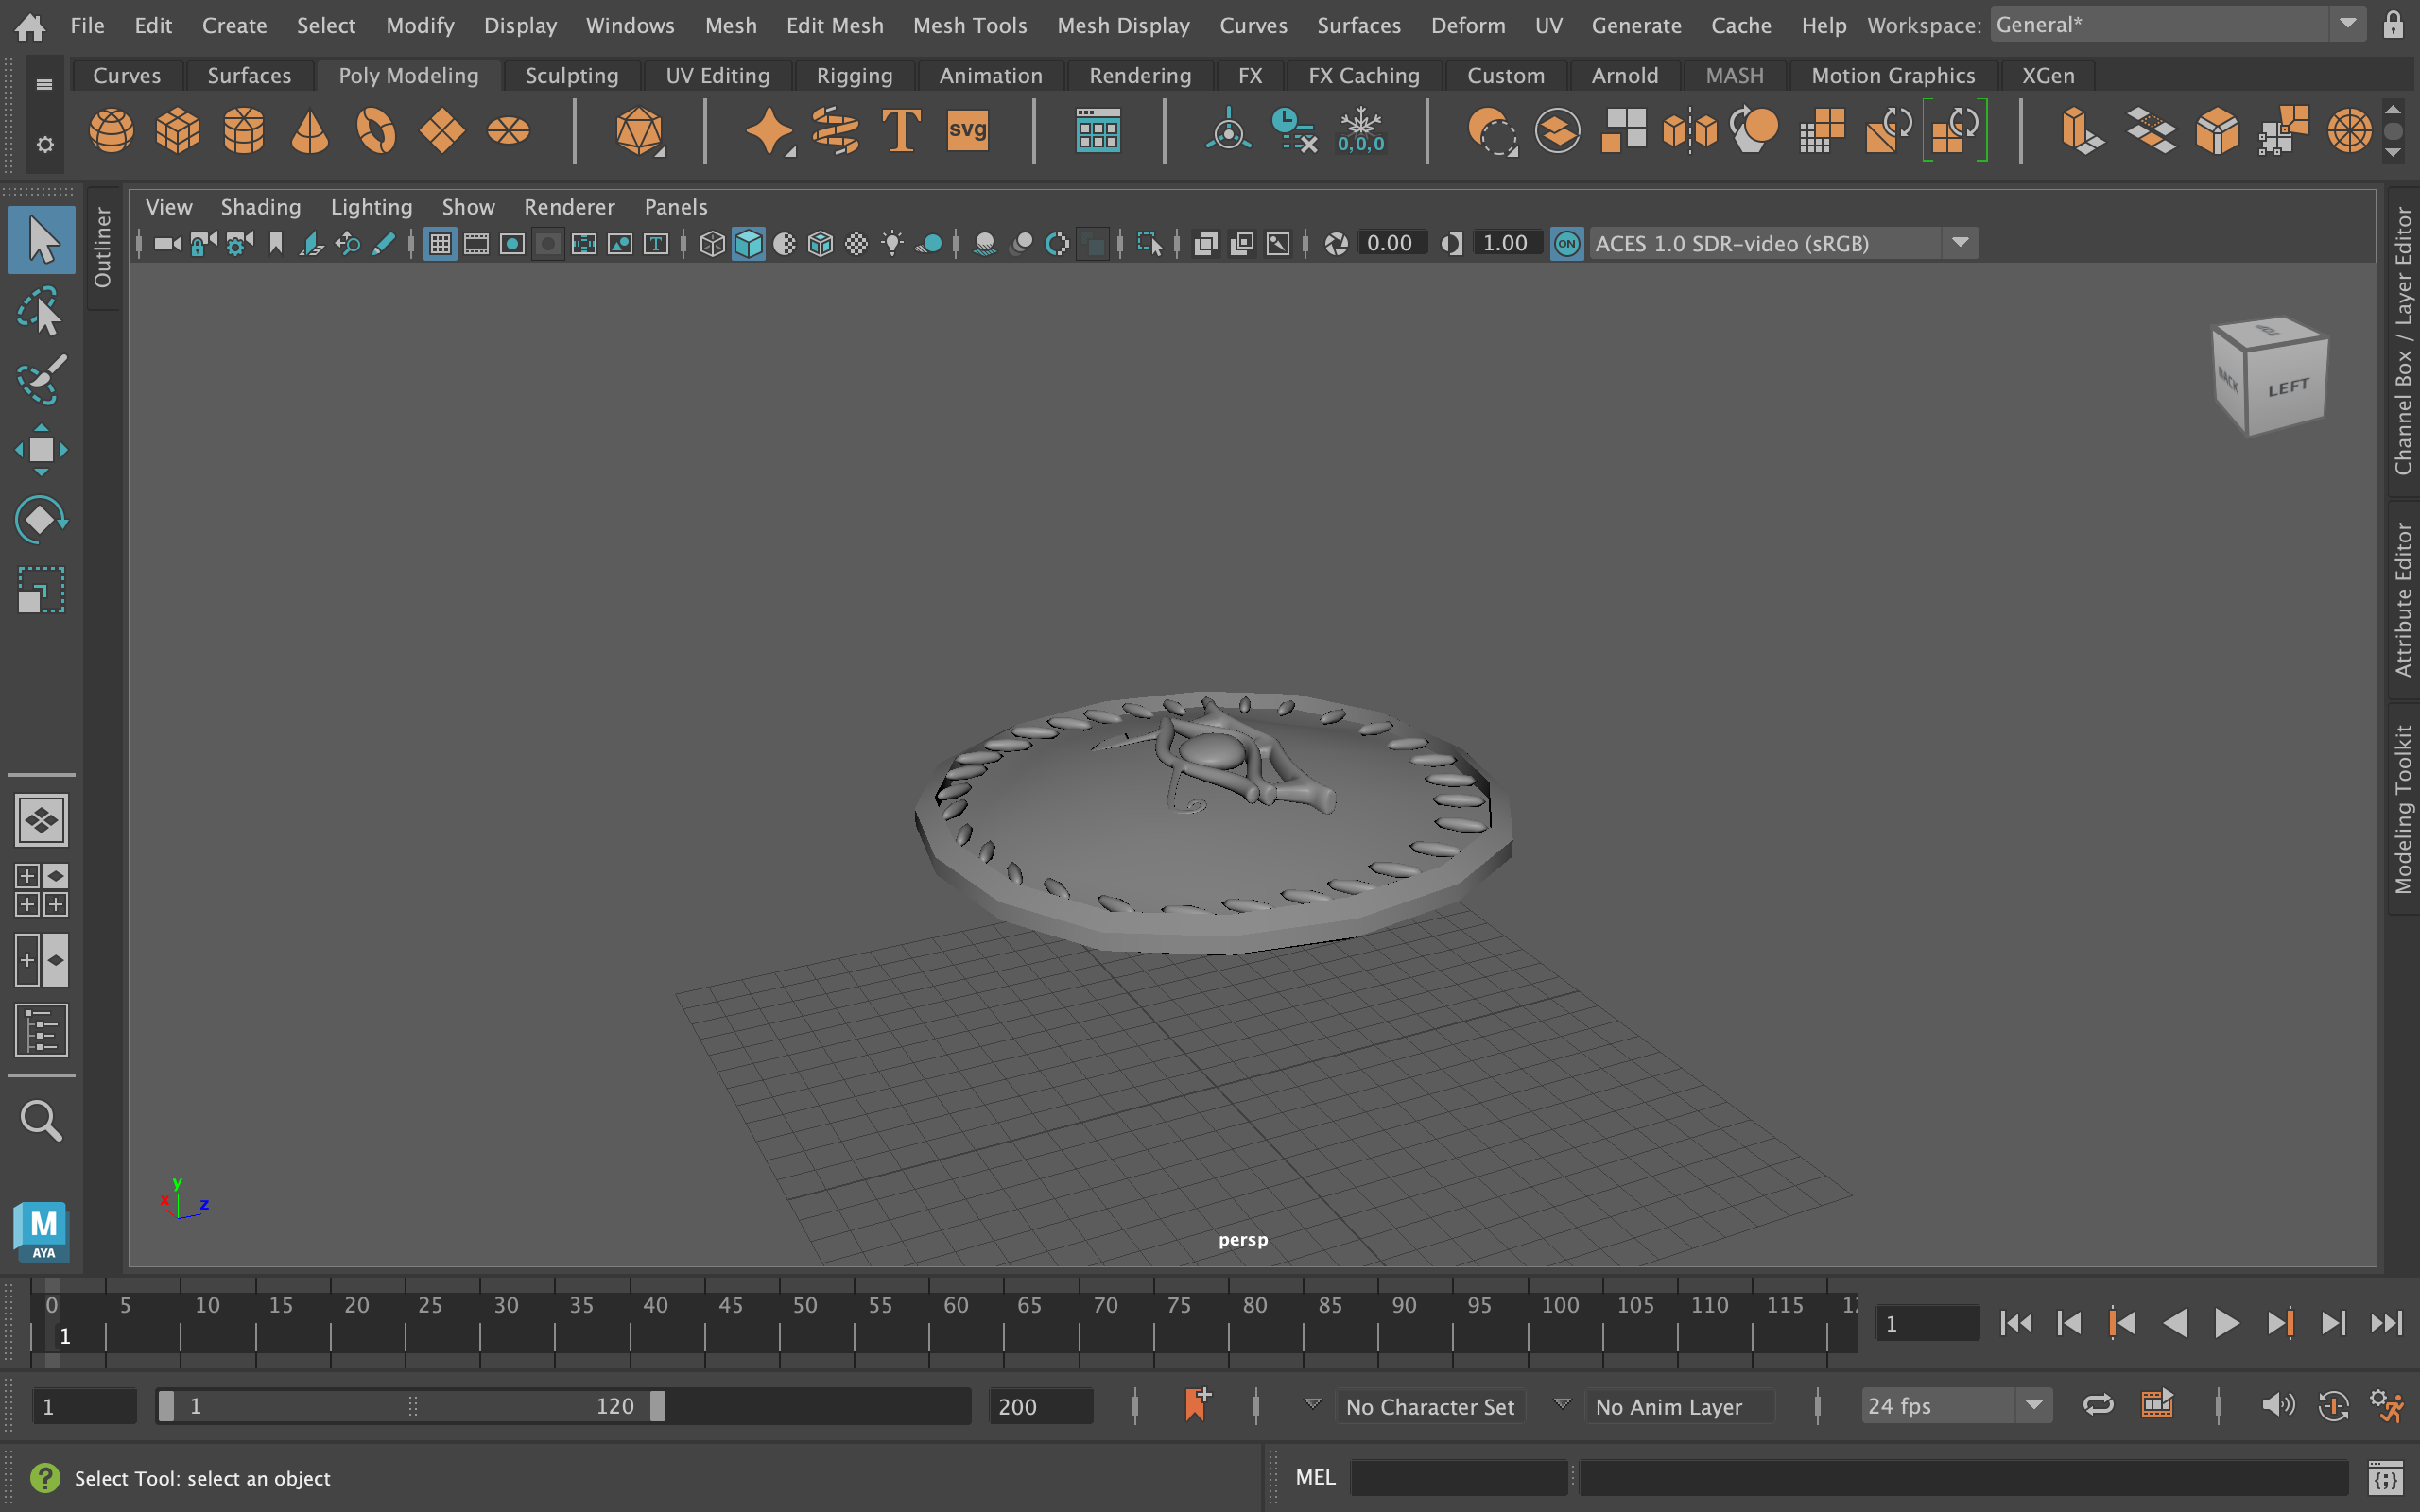 File Edit Create Select Modify Display Windows Mesh Edit Mesh Mesh Tools Mesh Display Curves Surfaces Deform UV Generate Cache Help Workspace: General*
Curves Surfaces Poly Modeling Sculpting UV Editing Rigging Animation Rendering FX FX Caching Custom Arnold MASH Motion Graphics XGen
T svg 0,0,0
View Shading Lighting Show Renderer Panels
T 0.00 1.00 ON ACES 1.0 SDR-video (sRGB)
Outliner
Channel Box / Layer Editor
Attribute Editor
Modeling Toolkit
TOP
BACK LEFT
y
x z
persp
M
AYA
0 5 10 15 20 25 30 35 40 45 50 55 60 65 70 75 80 85 90 95 100 105 110 115
1
1
1 1 120 200 No Character Set No Anim Layer 24 fps
? Select Tool: select an object MEL